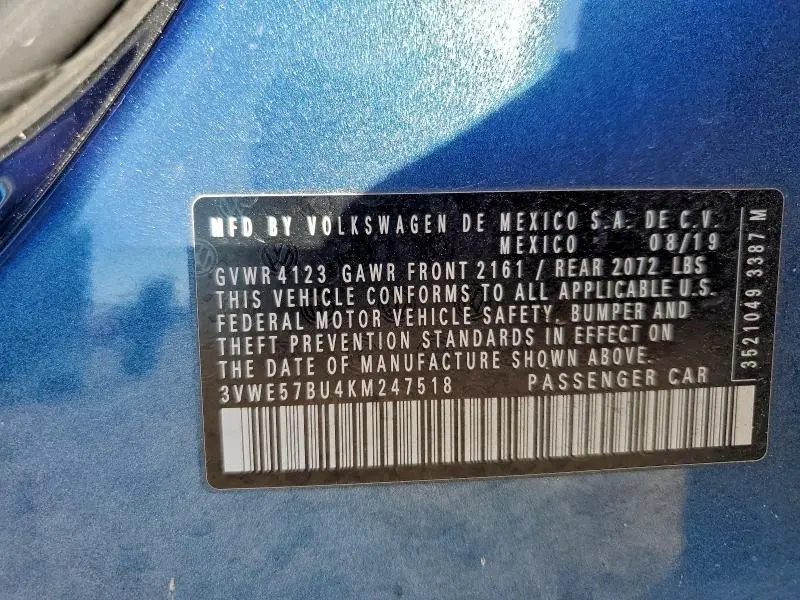 MFD BY VOLKSWAGEN DE MEXICO S.A. DE C.V.
MEXICO 08/19
GVWR 4123 GAWR FRONT 2161 / REAR 2072 LBS
THIS VEHICLE CONFORMS TO ALL APPLICABLE U.S.
FEDERAL MOTOR VEHICLE SAFETY, BUMPER AND
THEFT PREVENTION STANDARDS IN EFFECT ON
THE DATE OF MANUFACTURE SHOWN ABOVE.
3VWE57BU4KM247518 PASSENGER CAR
3521049 3387 M